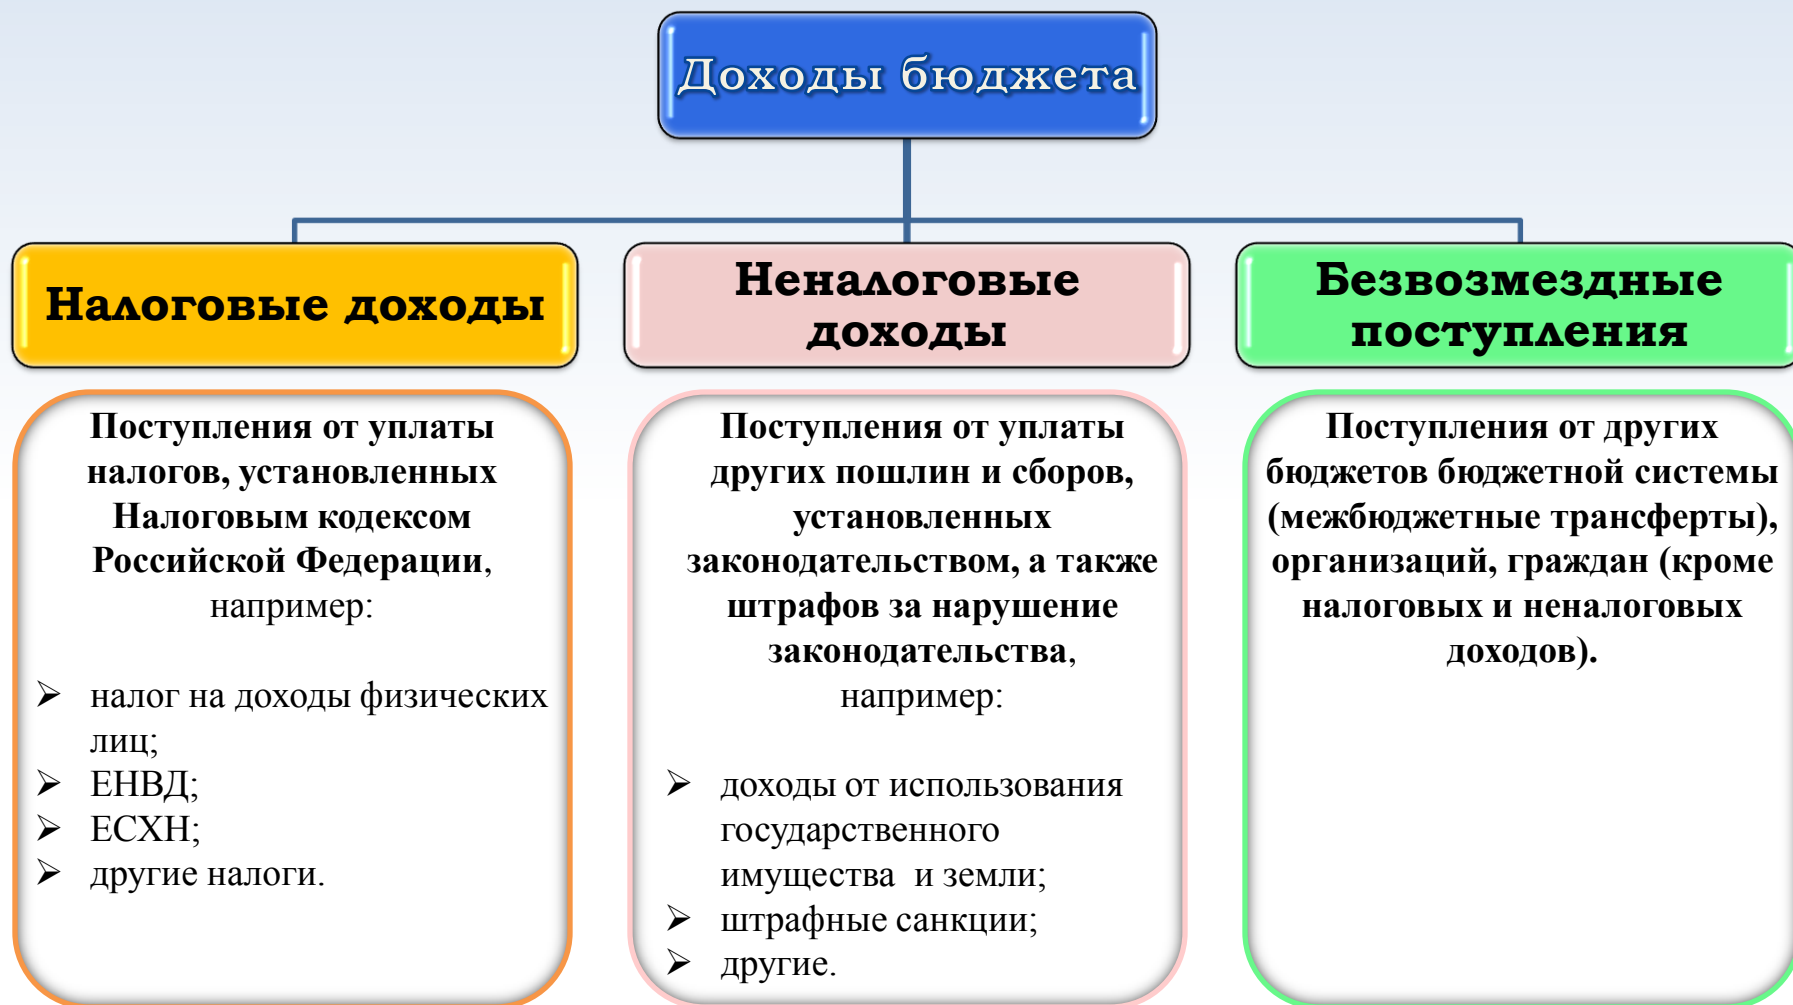 Доходы бюджета
Налоговые доходы
Неналоговые
доходы
Безвозмездные
поступления
Поступления от уплаты
налогов, установленных
Налоговым кодексом
Российской Федерации,
например:
➢ налог на доходы физических
лиц;
➢ ЕНВД;
➢ ЕСХН;
➢ другие налоги.
Поступления от уплаты
других пошлин и сборов,
установленных
законодательством, а также
штрафов за нарушение
законодательства,
например:
➢ доходы от использования
государственного
имущества и земли;
➢ штрафные санкции;
➢ другие.
Поступления от других
бюджетов бюджетной системы
(межбюджетные трансферты),
организаций, граждан (кроме
налоговых и неналоговых
доходов).